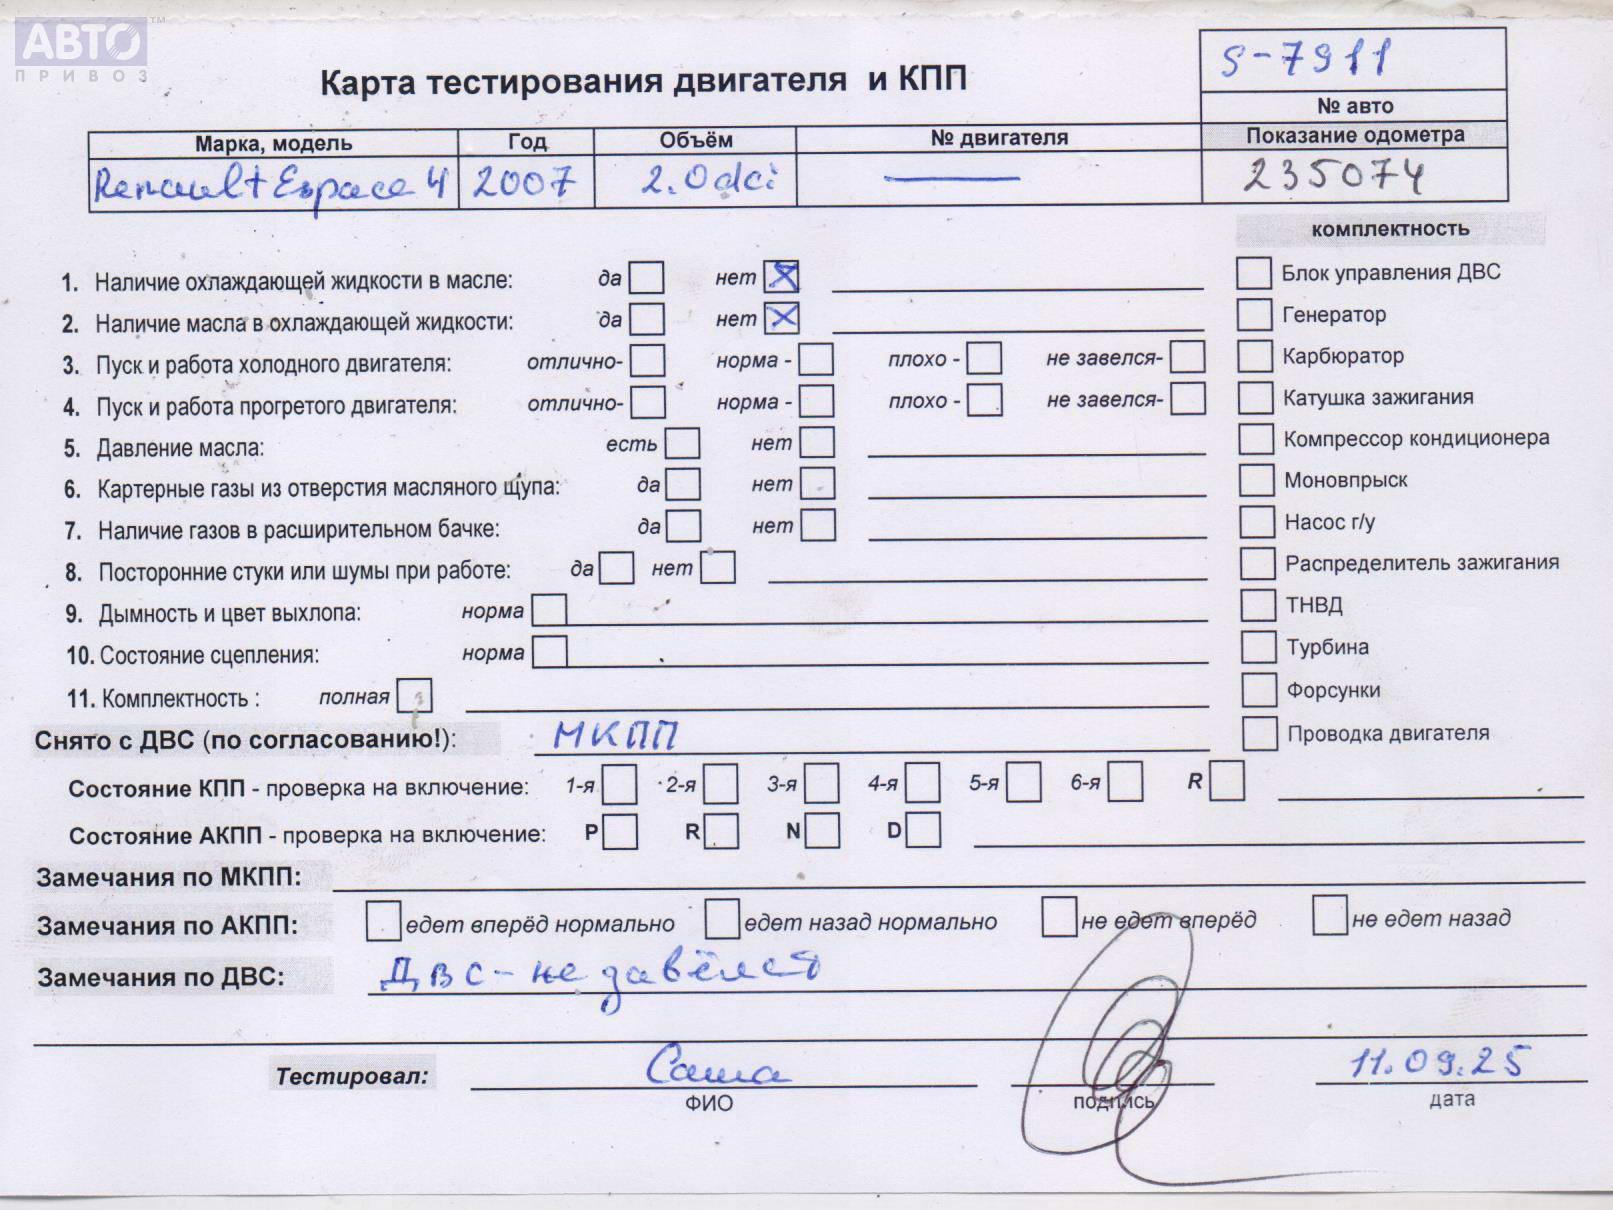 АВТО™
ПРИВОЗ
Карта тестирования двигателя и КПП
S-7911
№ авто
Марка, модель Год Объём № двигателя Показание одометра
Renault Espace 4 2007 2.0 dci — 235074
комплектность
1. Наличие охлаждающей жидкости в масле: да нет X
2. Наличие масла в охлаждающей жидкости: да нет X
3. Пуск и работа холодного двигателя: отлично- норма - плохо - не завелся-
4. Пуск и работа прогретого двигателя: отлично- норма - плохо - не завелся-
5. Давление масла: есть нет
6. Картерные газы из отверстия масляного щупа: да нет
7. Наличие газов в расширительном бачке: да нет
8. Посторонние стуки или шумы при работе: да нет
9. Дымность и цвет выхлопа: норма
10. Состояние сцепления: норма
11. Комплектность : полная
Блок управления ДВС
Генератор
Карбюратор
Катушка зажигания
Компрессор кондиционера
Моновпрыск
Насос г/у
Распределитель зажигания
ТНВД
Турбина
Форсунки
Проводка двигателя
Снято с ДВС (по согласованию!): МКПП
Состояние КПП - проверка на включение: 1-я 2-я 3-я 4-я 5-я 6-я R
Состояние АКПП - проверка на включение: P R N D
Замечания по МКПП:
Замечания по АКПП: едет вперёд нормально едет назад нормально не едет вперёд не едет назад
Замечания по ДВС: ДВС - не завёлся
Тестировал: Саша 11.09.25
ФИО подпись дата